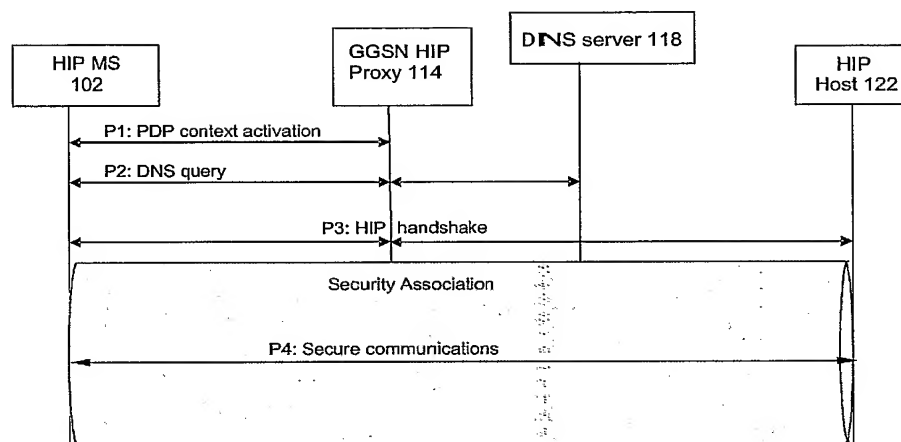 HIP MS
102
GGSN HIP
Proxy 114
DNS server 118
HIP
Host 122
P1: PDP context activation
P2: DNS query
P3: HIP handshake
Security Association
P4: Secure communications